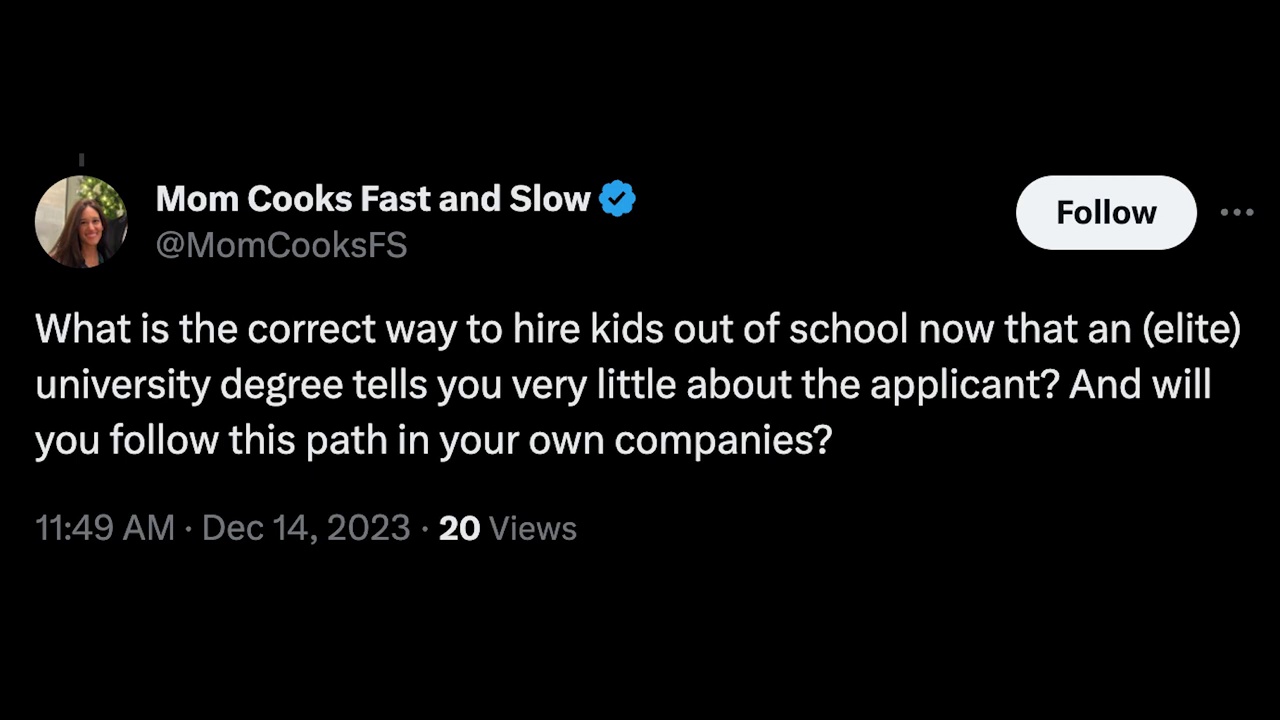 Mom Cooks Fast and Slow
@MomCooksFS
Follow
What is the correct way to hire kids out of school now that an (elite)
university degree tells you very little about the applicant? And will
you follow this path in your own companies?
11:49 AM · Dec 14, 2023 · 20 Views